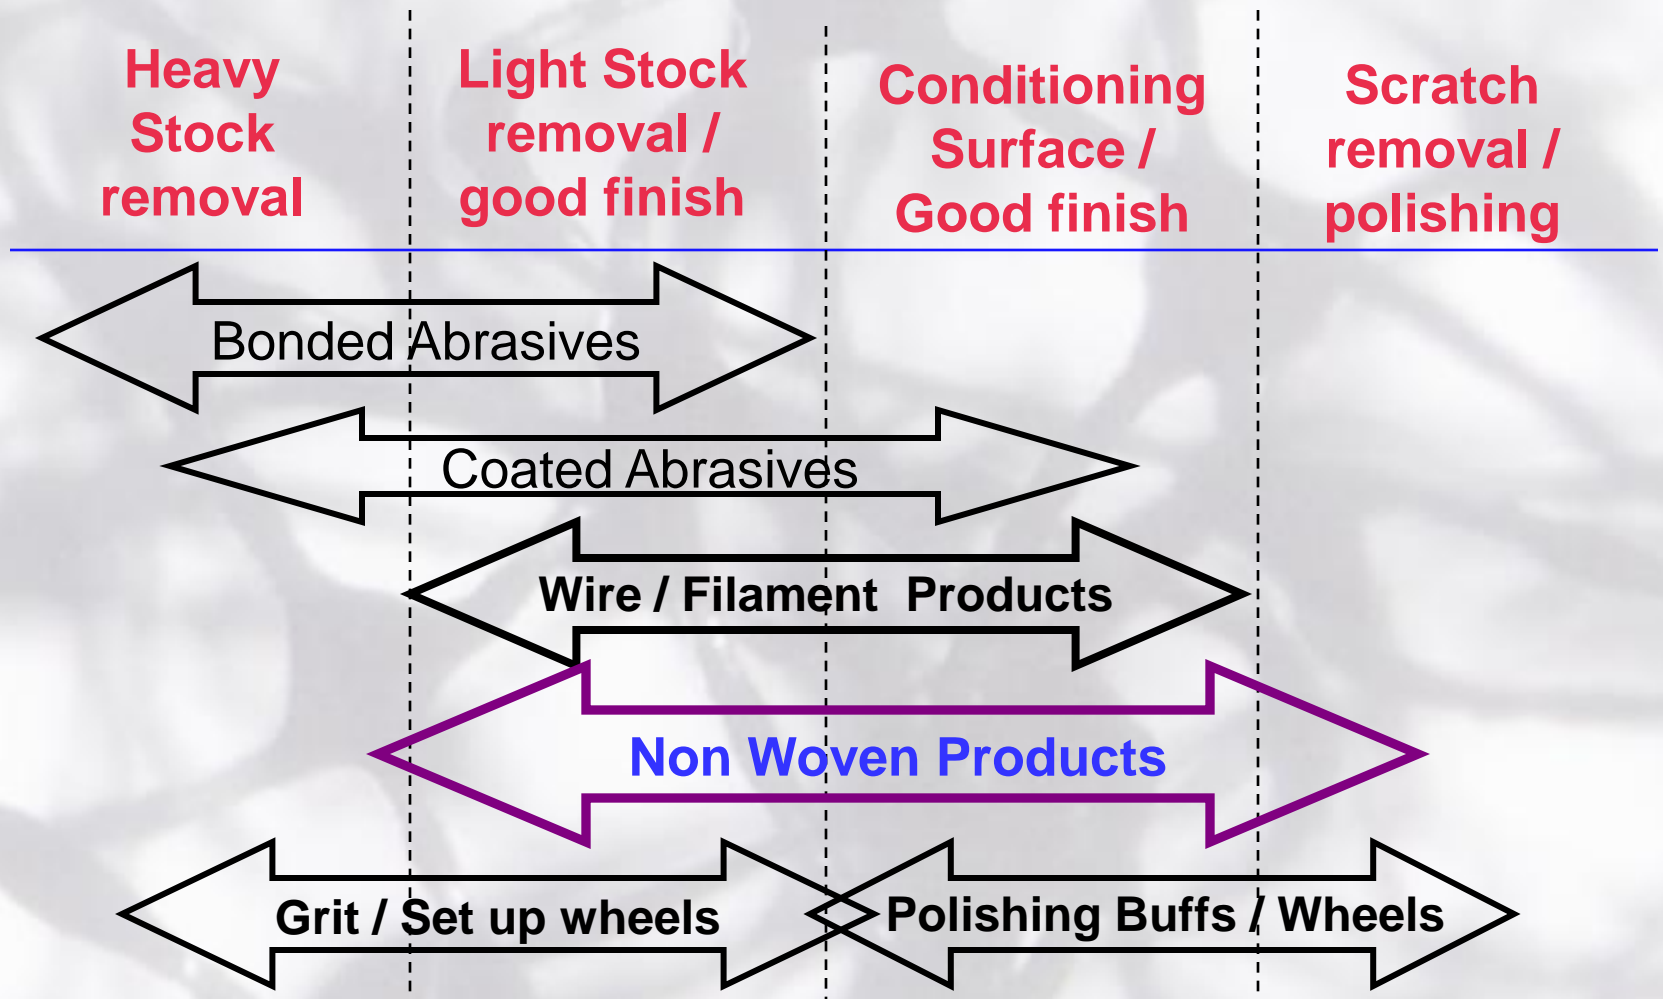 Heavy
Stock
removal
Light Stock
removal /
good finish
Conditioning
Surface /
Good finish
Scratch
removal /
polishing
Bonded Abrasives
Coated Abrasives
Wire / Filament  Products
Non Woven Products
Grit / Set up wheels
Polishing Buffs / Wheels